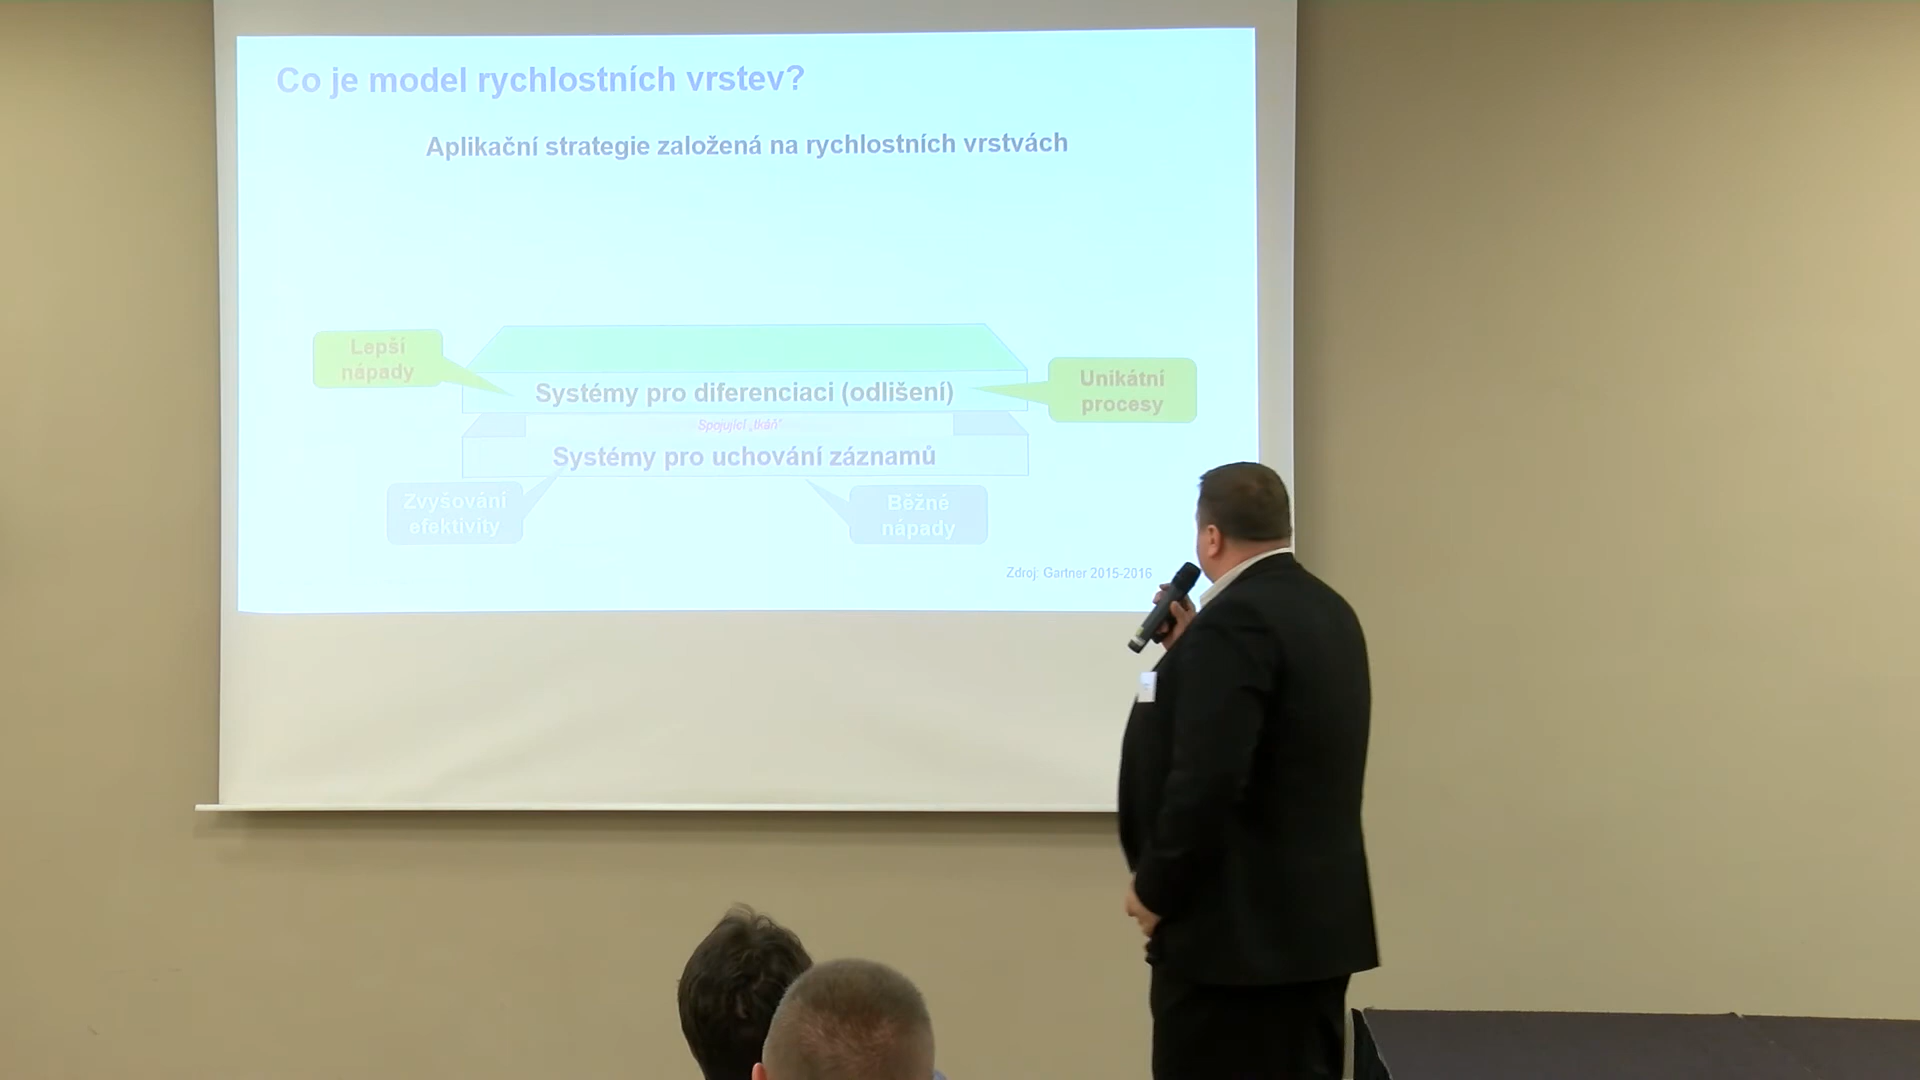 Co je model rychlostních vrstev?
Aplikační strategie založená na rychlostních vrstvách
Lepší
nápady
Systémy pro diferenciaci (odlišení)
Unikátní
procesy
Spojující „tkáň“
Systémy pro uchování záznamů
Zvyšování
efektivity
Běžné
nápady
Zdroj: Gartner 2015-2016